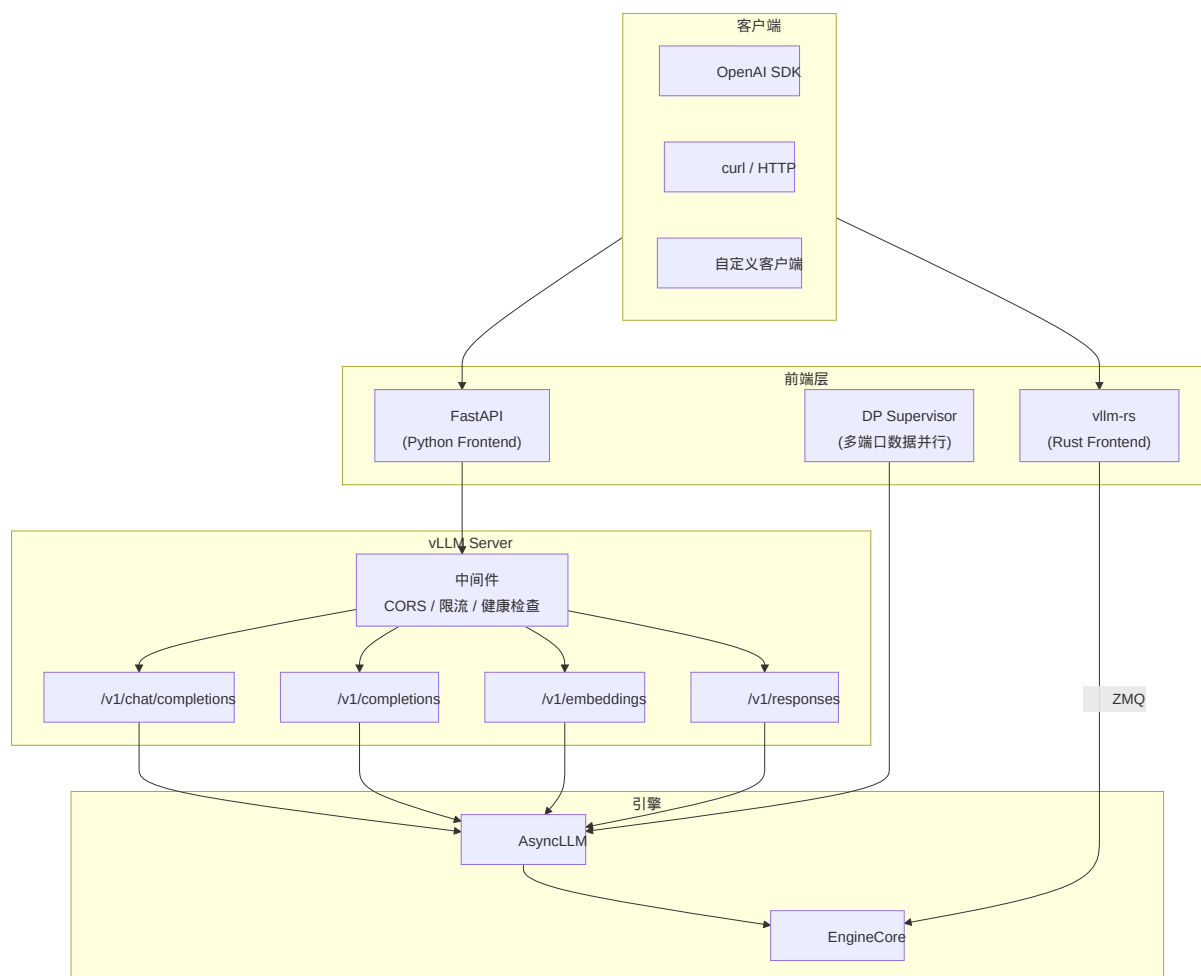 客户端
OpenAI SDK
curl / HTTP
自定义客户端
前端层
FastAPI
(Python Frontend)
DP Supervisor
(多端口数据并行)
vllm-rs
(Rust Frontend)
vLLM Server
中间件
CORS / 限流 / 健康检查
/v1/chat/completions
/v1/completions
/v1/embeddings
/v1/responses
ZMQ
引擎
AsyncLLM
EngineCore